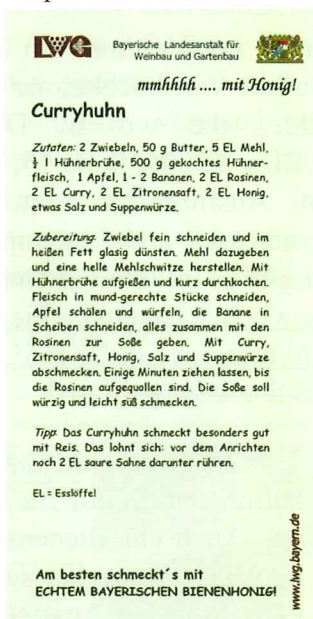 LWG
Bayerische Landesanstalt für
Weinbau und Gartenbau
mmhhhh .... mit Honig!
Curryhuhn
Zutaten: 2 Zwiebeln, 50 g Butter, 5 EL Mehl,
½ l Hühnerbrühe, 500 g gekochtes Hühner-
fleisch, 1 Apfel, 1 - 2 Bananen, 2 EL Rosinen,
2 EL Curry, 2 EL Zitronensaft, 2 EL Honig,
etwas Salz und Suppenwürze.
Zubereitung: Zwiebel fein schneiden und im
heißen Fett glasig dünsten. Mehl dazugeben
und eine helle Mehlschwitze herstellen. Mit
Hühnerbrühe aufgießen und kurz durchkochen.
Fleisch in mund-gerechte Stücke schneiden,
Apfel schälen und würfeln, die Banane in
Scheiben schneiden, alles zusammen mit den
Rosinen zur Soße geben. Mit Curry,
Zitronensaft, Honig, Salz und Suppenwürze
abschmecken. Einige Minuten ziehen lassen, bis
die Rosinen aufgequollen sind. Die Soße soll
würzig und leicht süß schmecken.
Tipp: Das Curryhuhn schmeckt besonders gut
mit Reis. Das lohnt sich: vor dem Anrichten
noch 2 EL saure Sahne darunter rühren.
EL = Esslöffel
Am besten schmeckt´s mit
ECHTEM BAYERISCHEN BIENENHONIG!
www.lwg.bayern.de